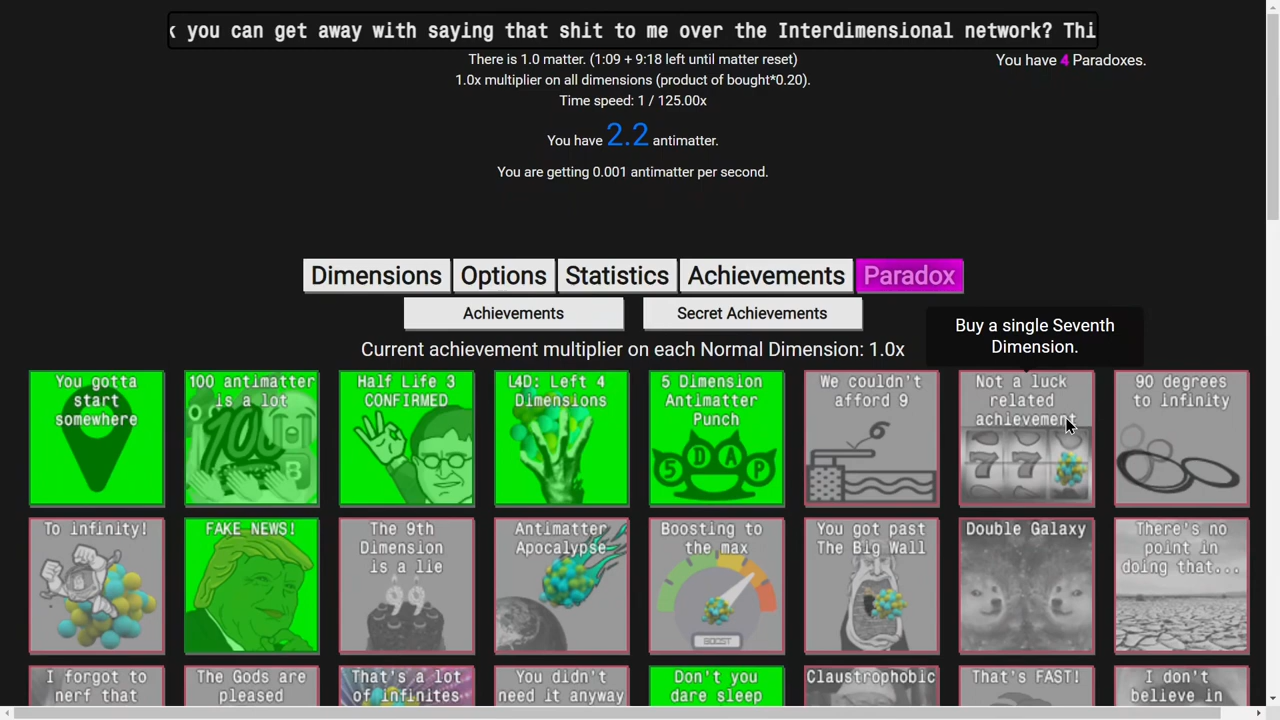 you can get away with saying that shit to me over the Interdimensional network? Thi
There is 1.0 matter. (1:09 + 9:18 left until matter reset)
You have 4 Paradoxes.
1.0x multiplier on all dimensions (product of bought*0.20).
Time speed: 1 / 125.00x
You have 2.2 antimatter.
You are getting 0.001 antimatter per second.
Dimensions Options Statistics Achievements Paradox
Achievements Secret Achievements
Buy a single Seventh
Dimension.
Current achievement multiplier on each Normal Dimension: 1.0x
You gotta
start
somewhere
100 antimatter
is a lot
100
B
Half Life 3
CONFIRMED
L4D: Left 4
Dimensions
5 Dimension
Antimatter
Punch
5 D A P
We couldn't
afford 9
6
Not a luck
related
achievement
7 7
90 degrees
to infinity
To infinity!
FAKE NEWS!
The 9th
Dimension
is a lie
99
Antimatter
Apocalypse
Boosting to
the max
BOOST
You got past
The Big Wall
Double Galaxy
There's no
point in
doing that...
I forgot to
nerf that
The Gods are
pleased
That's a lot
of infinites
You didn't
need it anyway
Don't you
dare sleep
Claustrophobic
That's FAST!
I don't
believe in